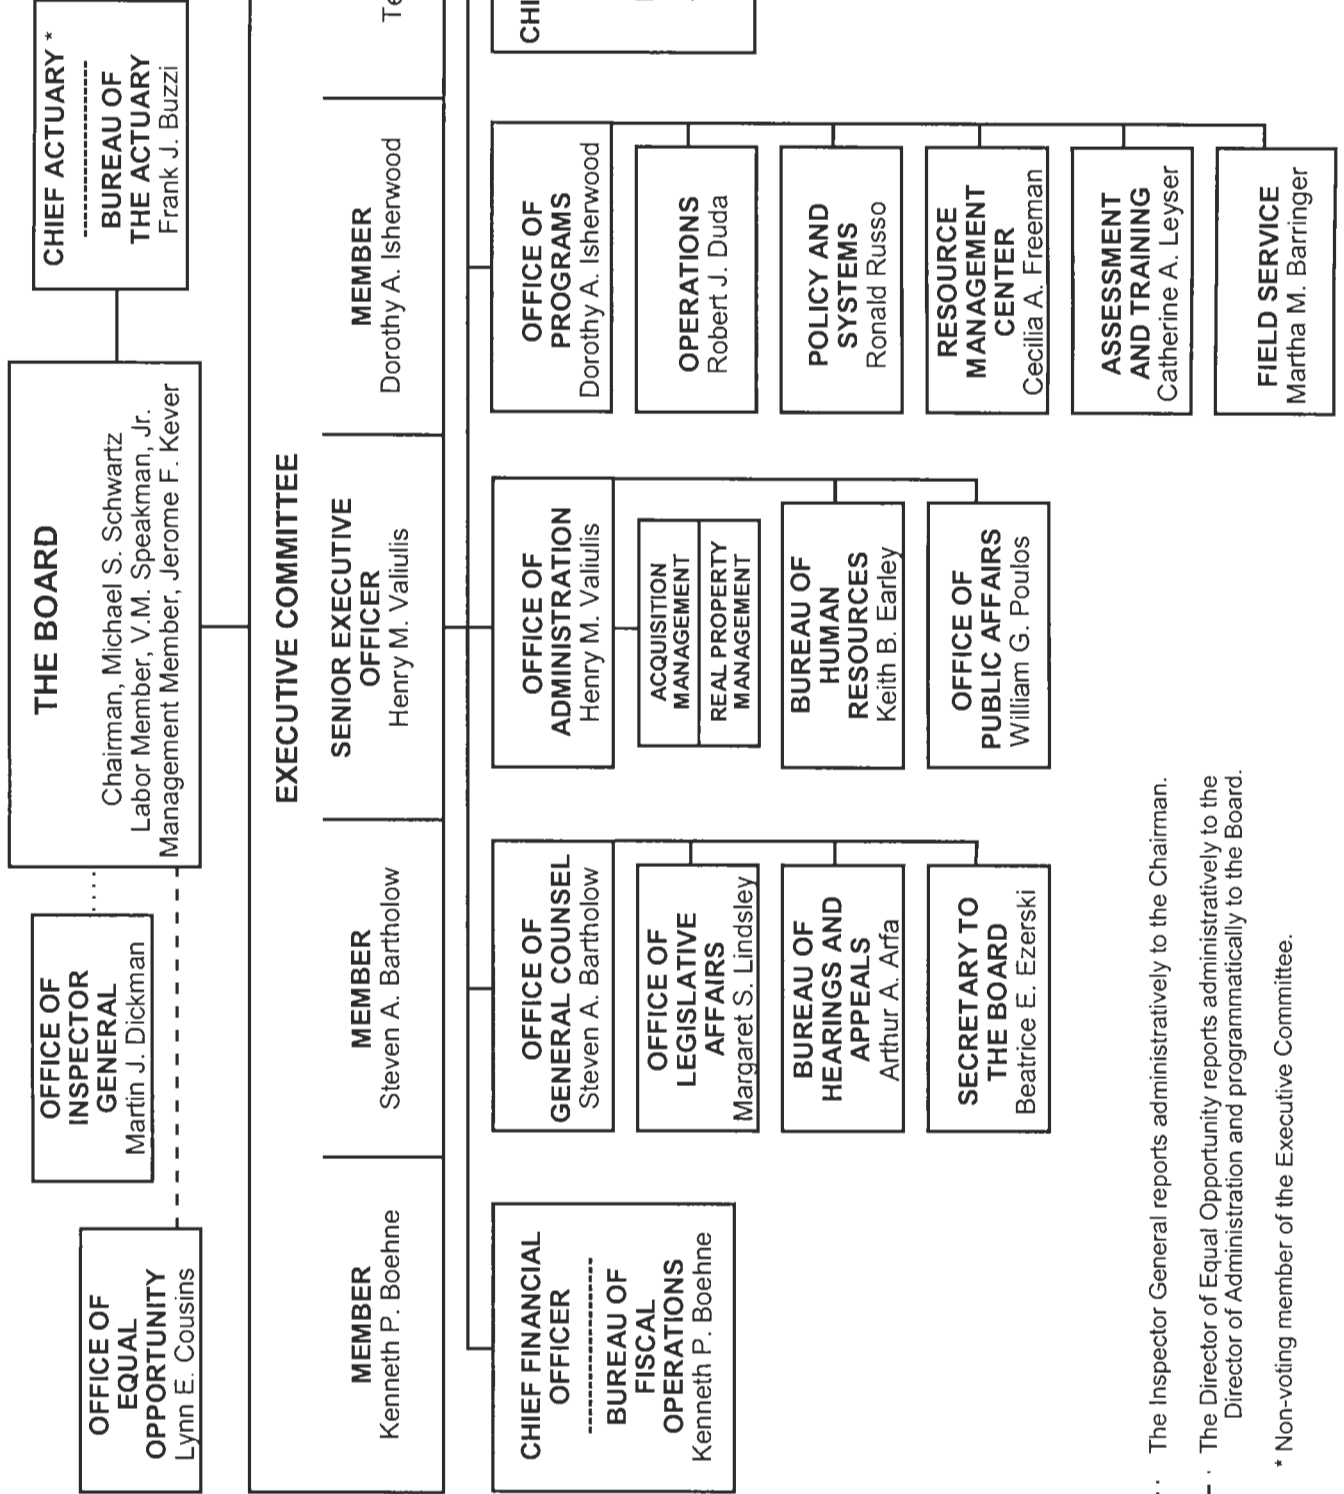 THE BOARD
Chairman, Michael S. Schwartz
Labor Member, V.M. Speakman, Jr.
Management Member, Jerome F. Kever
OFFICE OF
EQUAL
OPPORTUNITY
Lynn E. Cousins
OFFICE OF
INSPECTOR
GENERAL
Martin J. Dickman
CHIEF ACTUARY *
BUREAU OF
THE ACTUARY
Frank J. Buzzi
EXECUTIVE COMMITTEE
MEMBER
Kenneth P. Boehne
MEMBER
Steven A. Bartholow
SENIOR EXECUTIVE
OFFICER
Henry M. Valiulis
MEMBER
Dorothy A. Isherwood
Te
CHIEF FINANCIAL
OFFICER
BUREAU OF
FISCAL
OPERATIONS
Kenneth P. Boehne
OFFICE OF
GENERAL COUNSEL
Steven A. Bartholow
OFFICE OF
LEGISLATIVE
AFFAIRS
Margaret S. Lindsley
BUREAU OF
HEARINGS AND
APPEALS
Arthur A. Arfa
SECRETARY TO
THE BOARD
Beatrice E. Ezerski
OFFICE OF
ADMINISTRATION
Henry M. Valiulis
ACQUISITION
MANAGEMENT
REAL PROPERTY
MANAGEMENT
BUREAU OF
HUMAN
RESOURCES
Keith B. Earley
OFFICE OF
PUBLIC AFFAIRS
William G. Poulos
OFFICE OF
PROGRAMS
Dorothy A. Isherwood
OPERATIONS
Robert J. Duda
POLICY AND
SYSTEMS
Ronald Russo
RESOURCE
MANAGEMENT
CENTER
Cecilia A. Freeman
ASSESSMENT
AND TRAINING
Catherine A. Leyser
FIELD SERVICE
Martha M. Barringer
CHI
The Inspector General reports administratively to the Chairman.
The Director of Equal Opportunity reports administratively to the
Director of Administration and programmatically to the Board.
* Non-voting member of the Executive Committee.